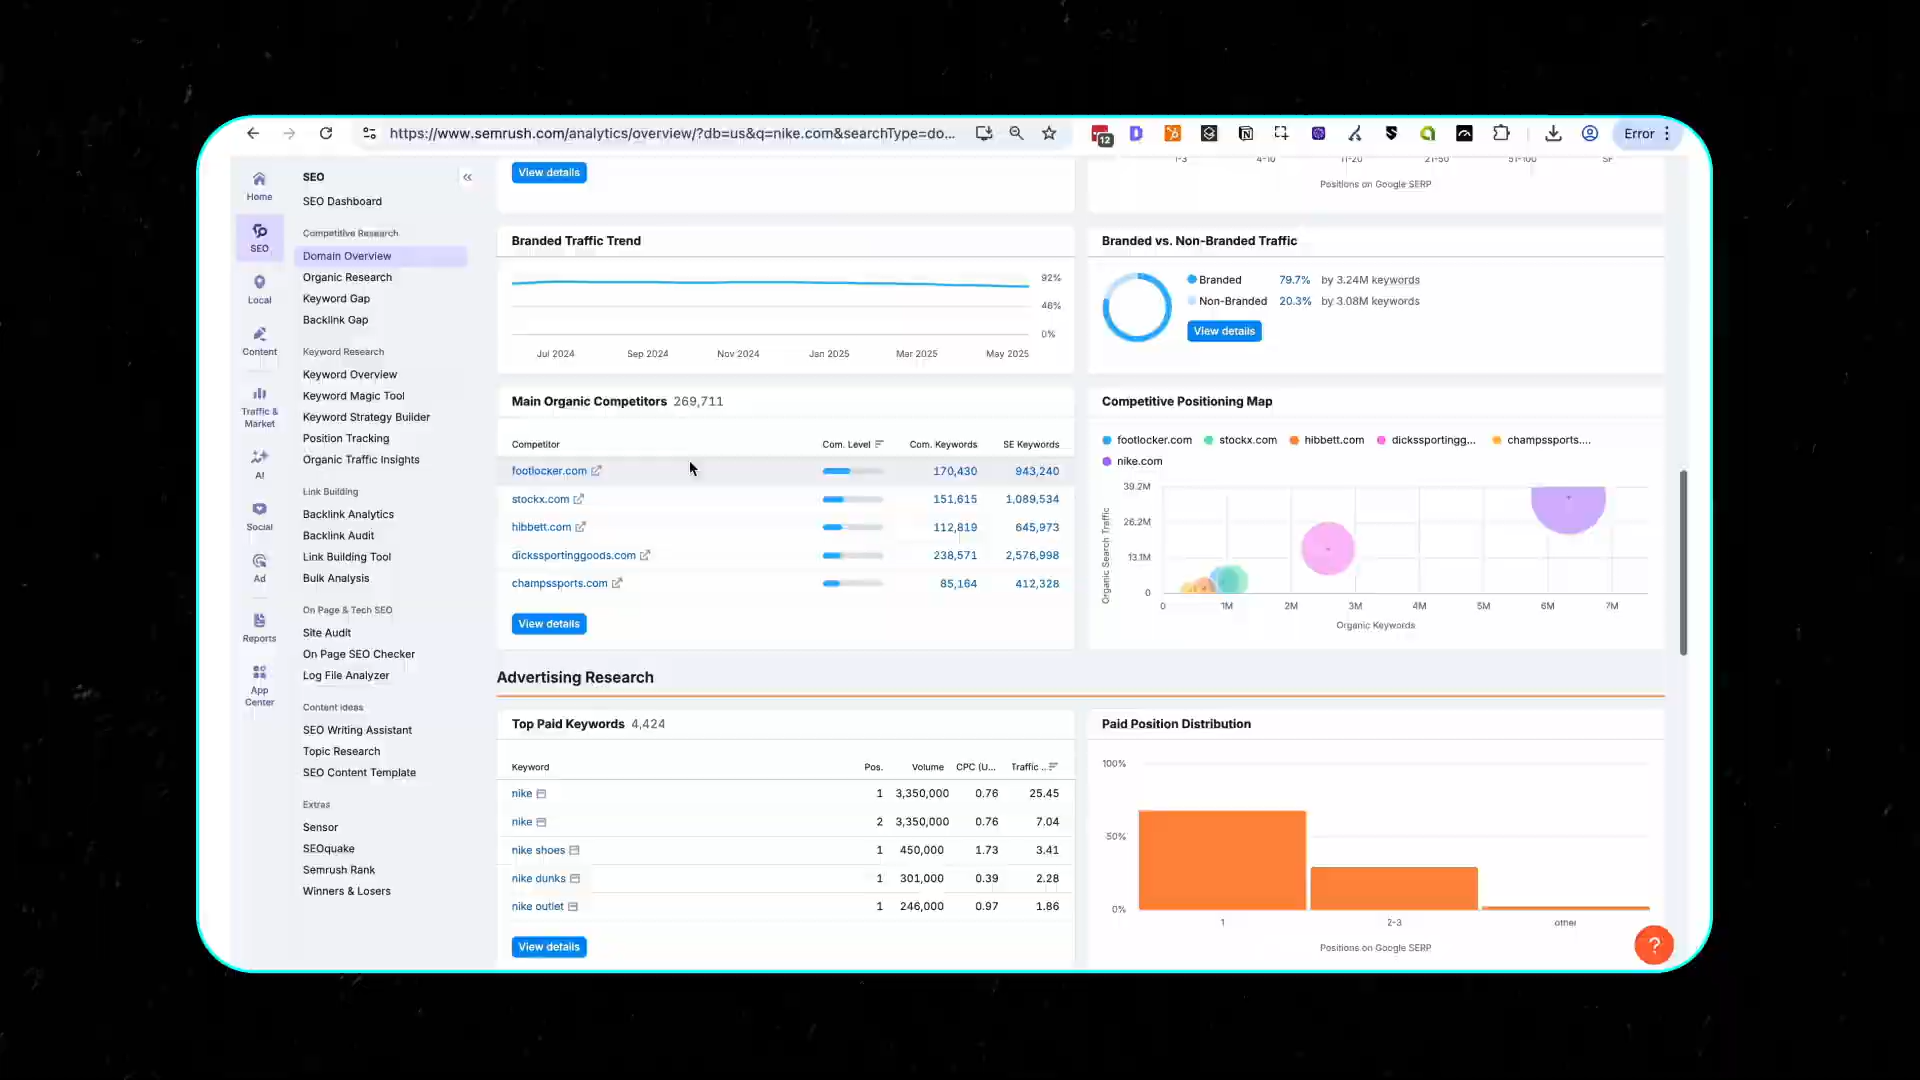 https://www.semrush.com/analytics/overview/?db=us&q=nike.com&searchType=do...
12
Error
Home
SEO
Local
Content
Traffic & Market
AI
Social
Ad
Reports
App Center
SEO
SEO Dashboard
Competitive Research
Domain Overview
Organic Research
Keyword Gap
Backlink Gap
Keyword Research
Keyword Overview
Keyword Magic Tool
Keyword Strategy Builder
Position Tracking
Organic Traffic Insights
Link Building
Backlink Analytics
Backlink Audit
Link Building Tool
Bulk Analysis
On Page & Tech SEO
Site Audit
On Page SEO Checker
Log File Analyzer
Content Ideas
SEO Writing Assistant
Topic Research
SEO Content Template
Extras
Sensor
SEOquake
Semrush Rank
Winners & Losers
View details
1-3 4-10 11-20 21-50 51-100 SF
Positions on Google SERP
Branded Traffic Trend
92%
46%
0%
Jul 2024 Sep 2024 Nov 2024 Jan 2025 Mar 2025 May 2025
Branded vs. Non-Branded Traffic
Branded 79.7% by 3.24M keywords
Non-Branded 20.3% by 3.08M keywords
View details
Main Organic Competitors 269,711
Competitor Com. Level Com. Keywords SE Keywords
footlocker.com 170,430 943,240
stockx.com 151,615 1,089,534
hibbett.com 112,819 645,973
dickssportinggoods.com 238,571 2,576,998
champssports.com 85,164 412,328
View details
Competitive Positioning Map
footlocker.com stockx.com hibbett.com dickssportingg... champssports....
nike.com
Organic Search Traffic
39.2M
26.2M
13.1M
0
0 1M 2M 3M 4M 5M 6M 7M
Organic Keywords
Advertising Research
Top Paid Keywords 4,424
Keyword Pos. Volume CPC (U... Traffic ...
nike 1 3,350,000 0.76 25.45
nike 2 3,350,000 0.76 7.04
nike shoes 1 450,000 1.73 3.41
nike dunks 1 301,000 0.39 2.28
nike outlet 1 246,000 0.97 1.86
View details
Paid Position Distribution
100%
50%
0%
1 2-3 other
Positions on Google SERP
?